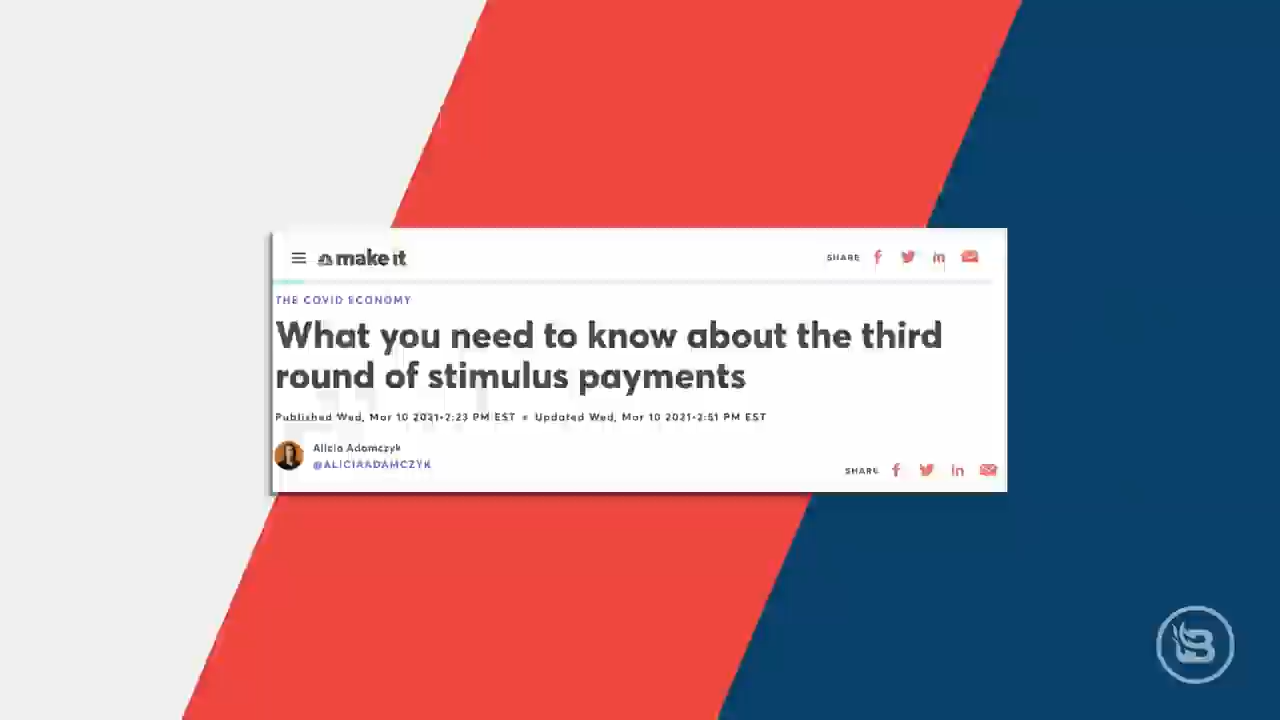 make it
SHARE
THE COVID ECONOMY
What you need to know about the third
round of stimulus payments
Published Wed, Mar 10 2021•2:23 PM EST • Updated Wed, Mar 10 2021•2:51 PM EST
Alicia Adamczyk
@ALICIAADAMCZYK
SHARE